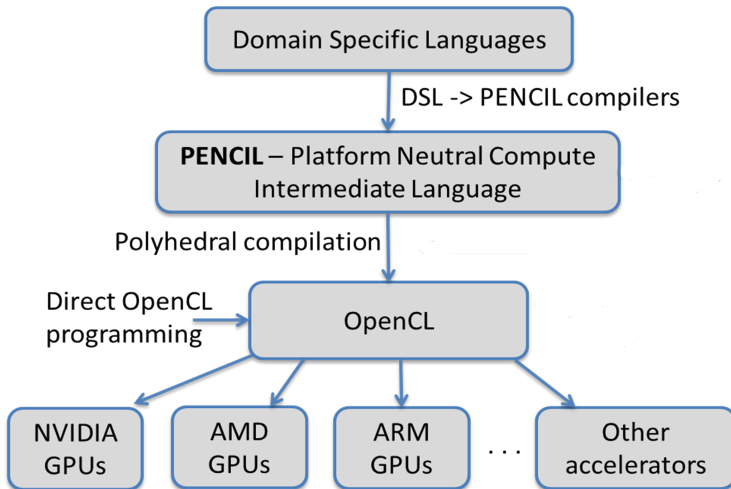 Domain Specific Languages
DSL -> PENCIL compilers
PENCIL – Platform Neutral Compute
Intermediate Language
Polyhedral compilation
Direct OpenCL
programming
OpenCL
NVIDIA
GPUs
AMD
GPUs
ARM
GPUs
. . .
Other
accelerators